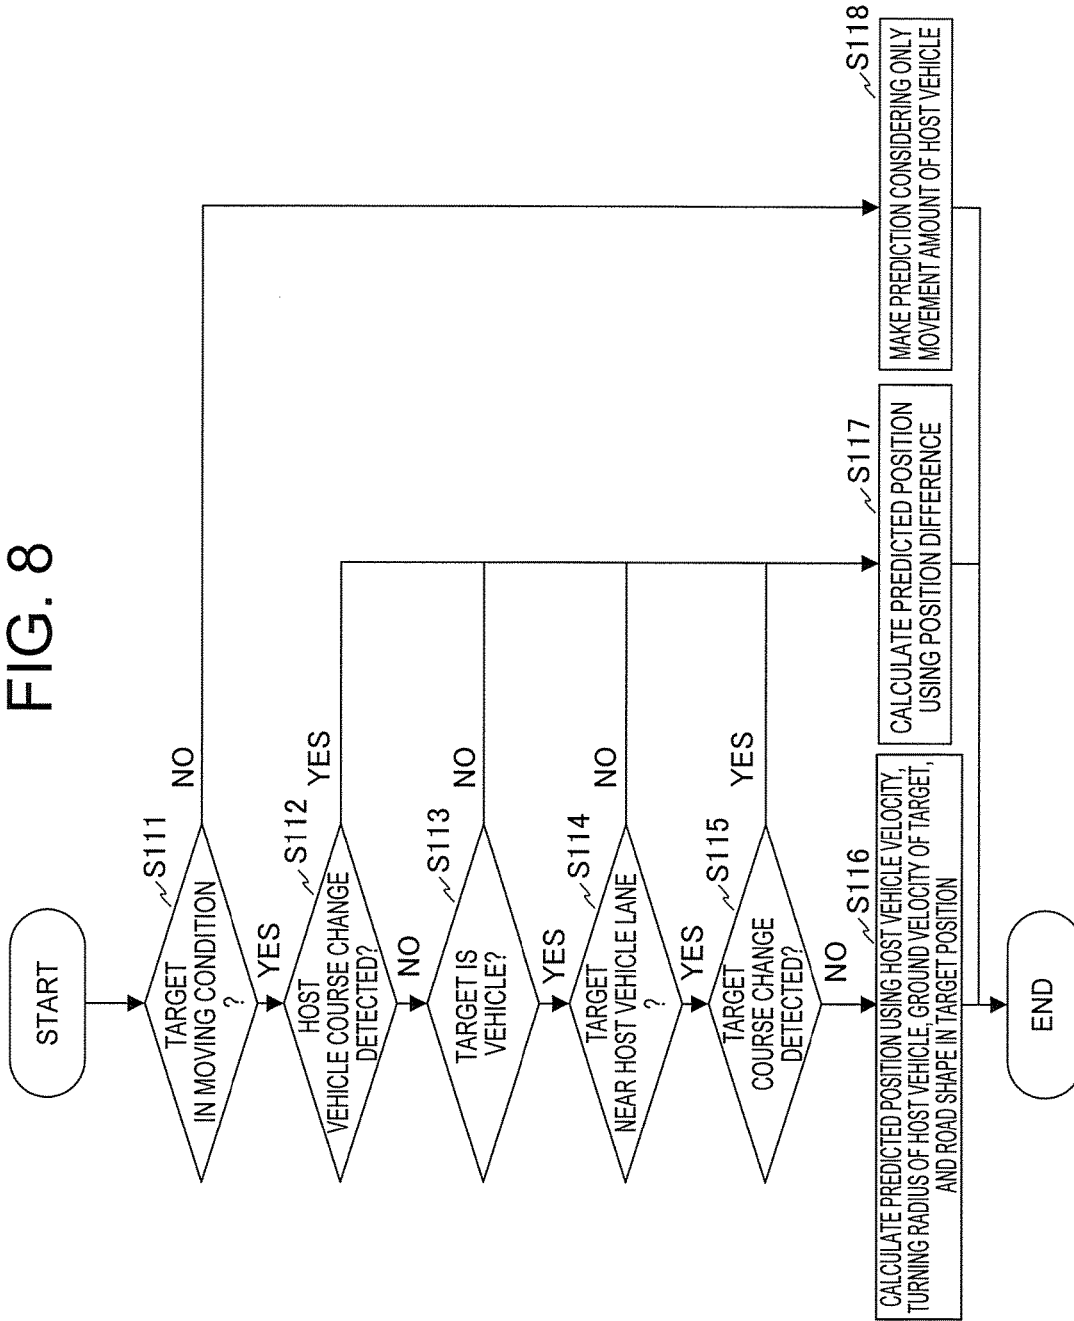 FIG. 8
START
S111
TARGET
IN MOVING CONDITION
?
NO
YES
S112
HOST
VEHICLE COURSE CHANGE
DETECTED?
YES
NO
S113
TARGET IS
VEHICLE?
NO
YES
S114
TARGET
NEAR HOST VEHICLE LANE
?
NO
YES
S115
TARGET
COURSE CHANGE
DETECTED?
YES
NO
S116
CALCULATE PREDICTED POSITION USING HOST VEHICLE VELOCITY,
TURNING RADIUS OF HOST VEHICLE, GROUND VELOCITY OF TARGET,
AND ROAD SHAPE IN TARGET POSITION
S117
CALCULATE PREDICTED POSITION
USING POSITION DIFFERENCE
S118
MAKE PREDICTION CONSIDERING ONLY
MOVEMENT AMOUNT OF HOST VEHICLE
END